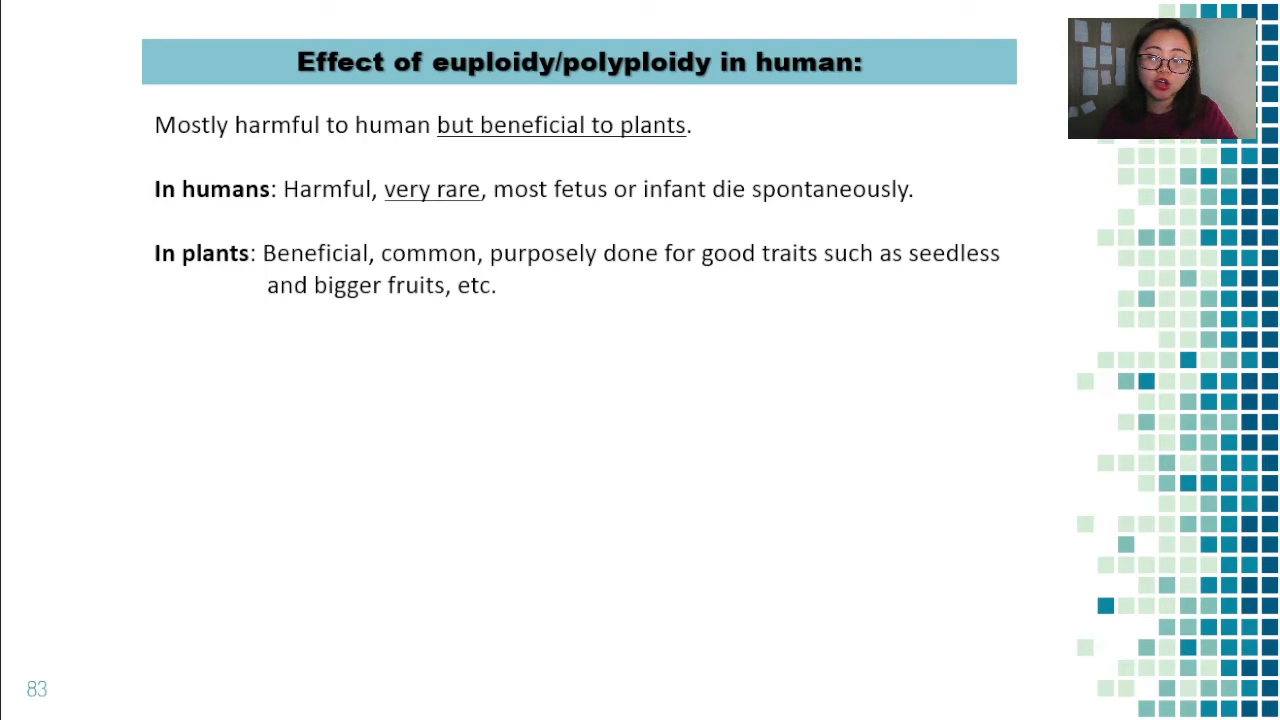 Effect of euploidy/polyploidy in human:
Mostly harmful to human but beneficial to plants.
In humans: Harmful, very rare, most fetus or infant die spontaneously.
In plants: Beneficial, common, purposely done for good traits such as seedless
and bigger fruits, etc.
83